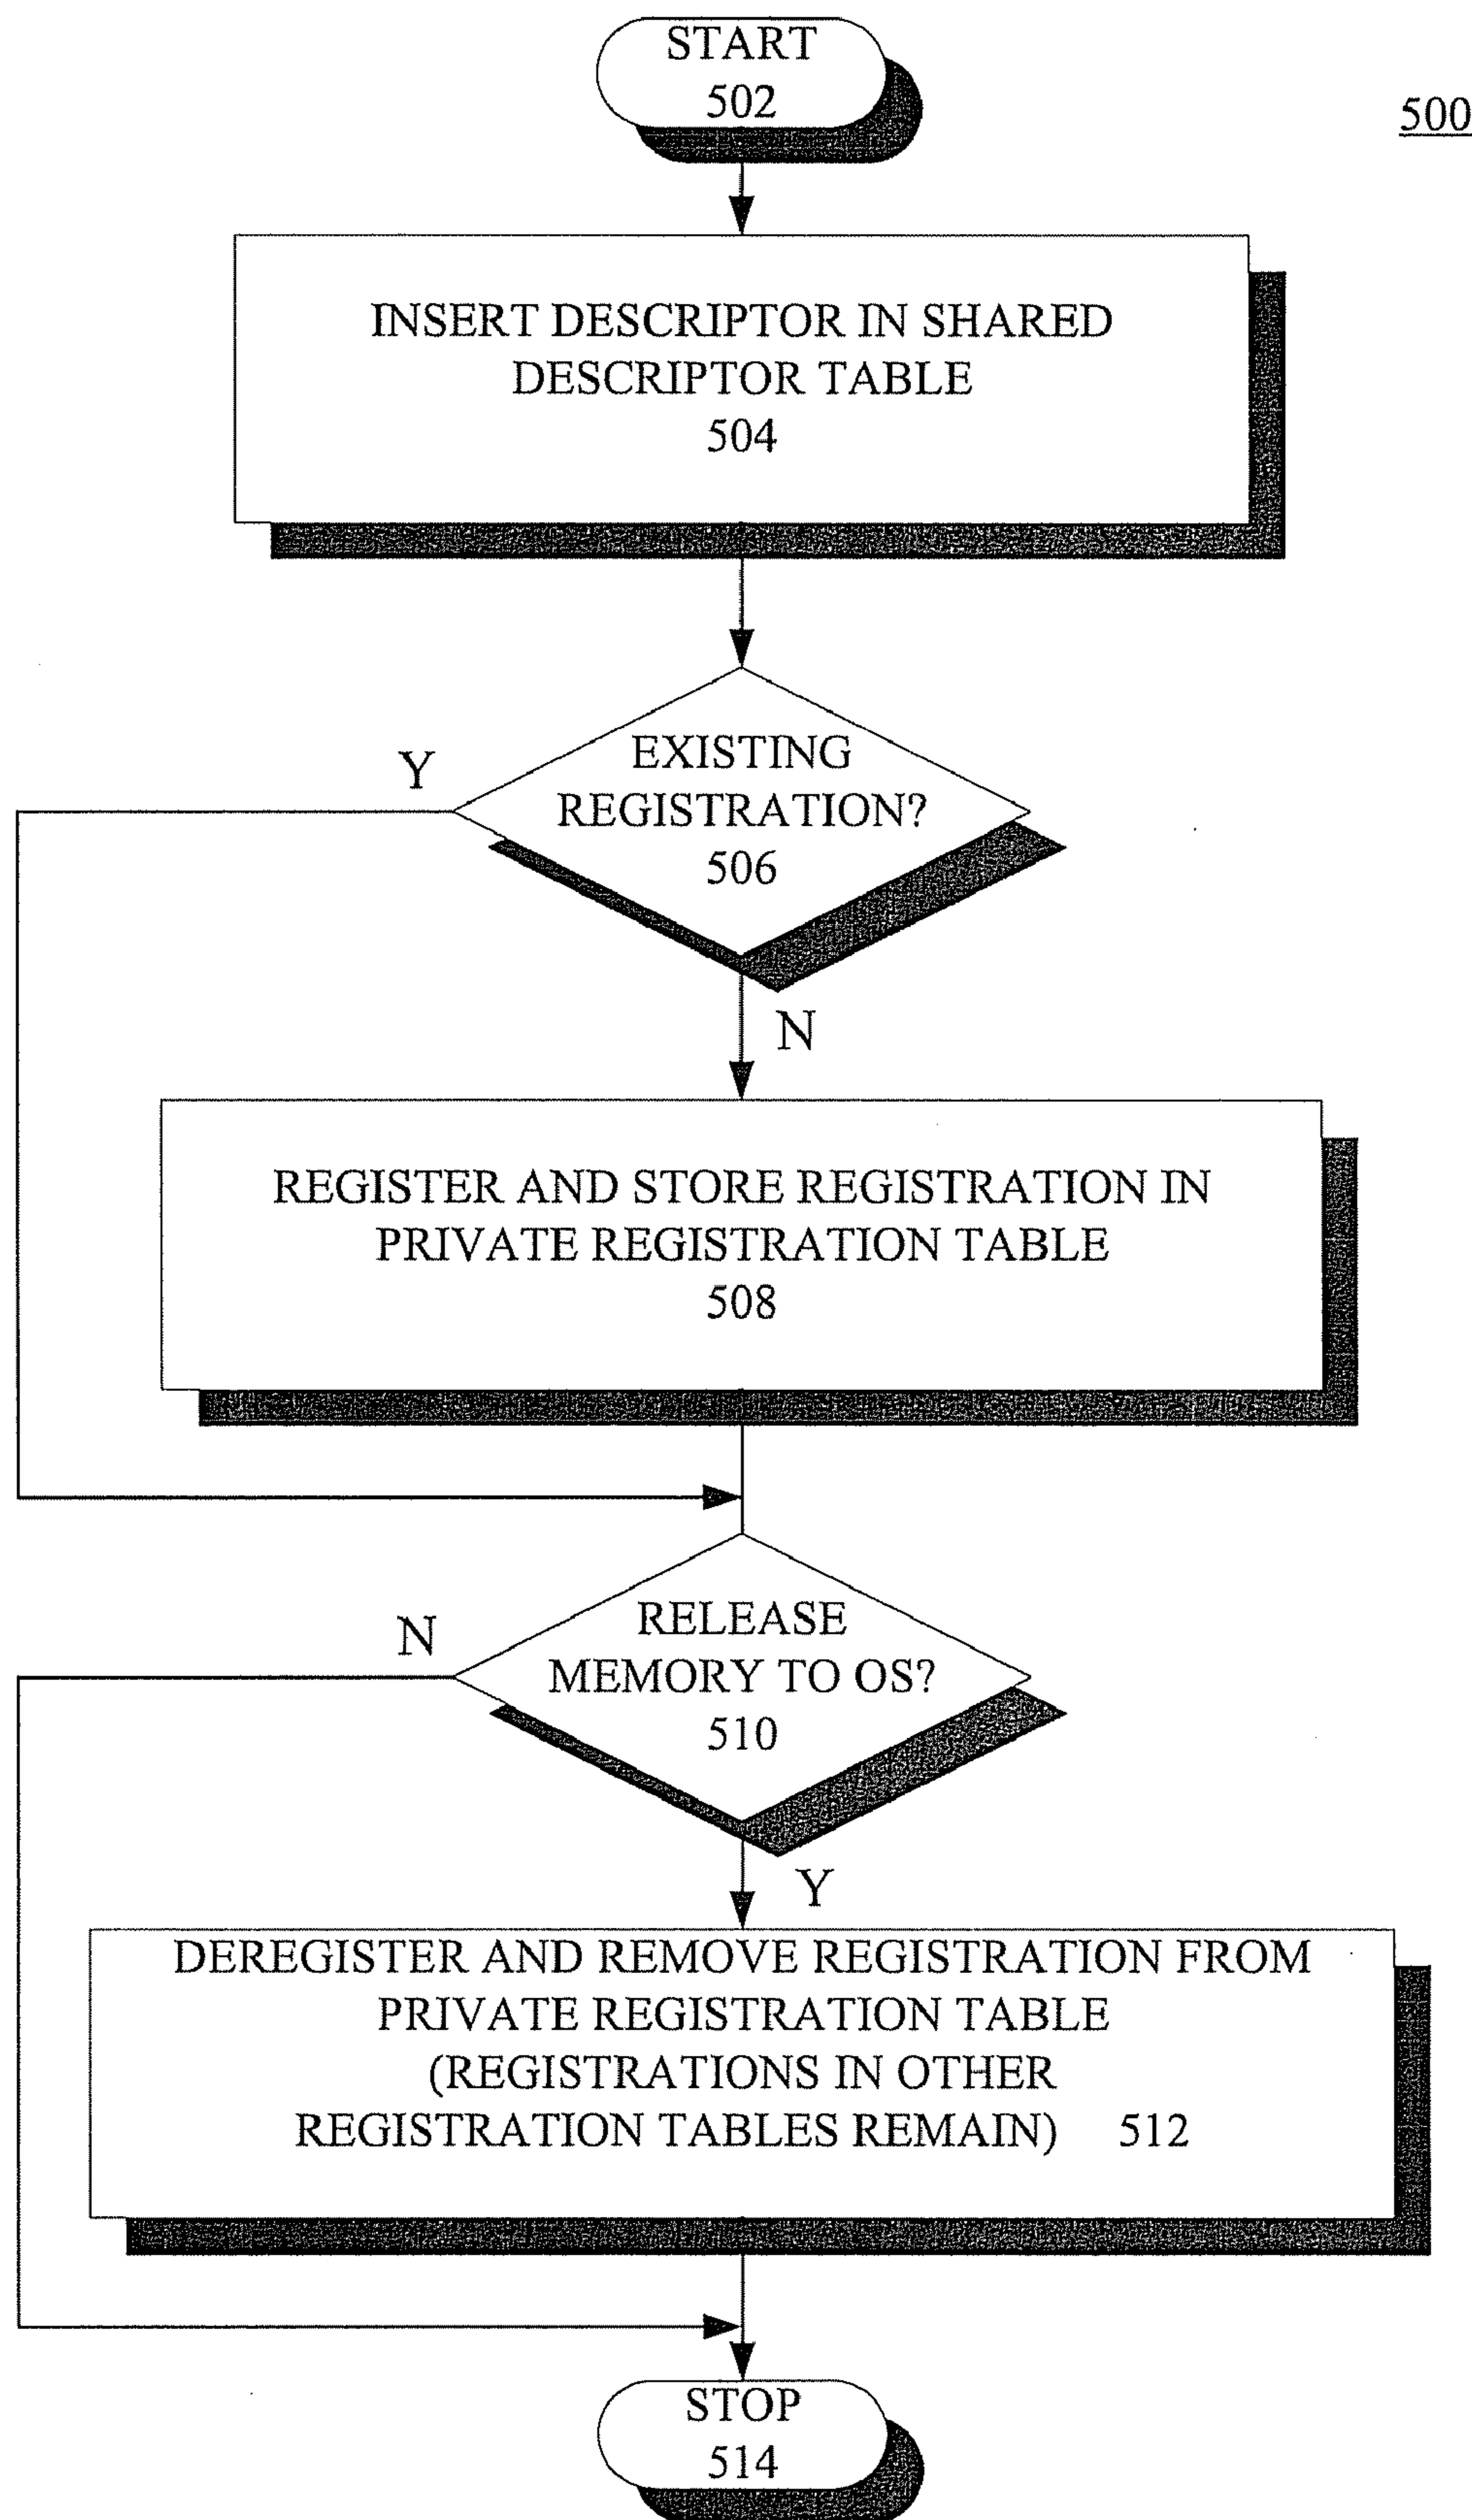 START
502
500
INSERT DESCRIPTOR IN SHARED
DESCRIPTOR TABLE
504
Y
EXISTING
REGISTRATION?
506
N
REGISTER AND STORE REGISTRATION IN
PRIVATE REGISTRATION TABLE
508
N
RELEASE
MEMORY TO OS?
510
Y
DEREGISTER AND REMOVE REGISTRATION FROM
PRIVATE REGISTRATION TABLE
(REGISTRATIONS IN OTHER
REGISTRATION TABLES REMAIN) 512
STOP
514